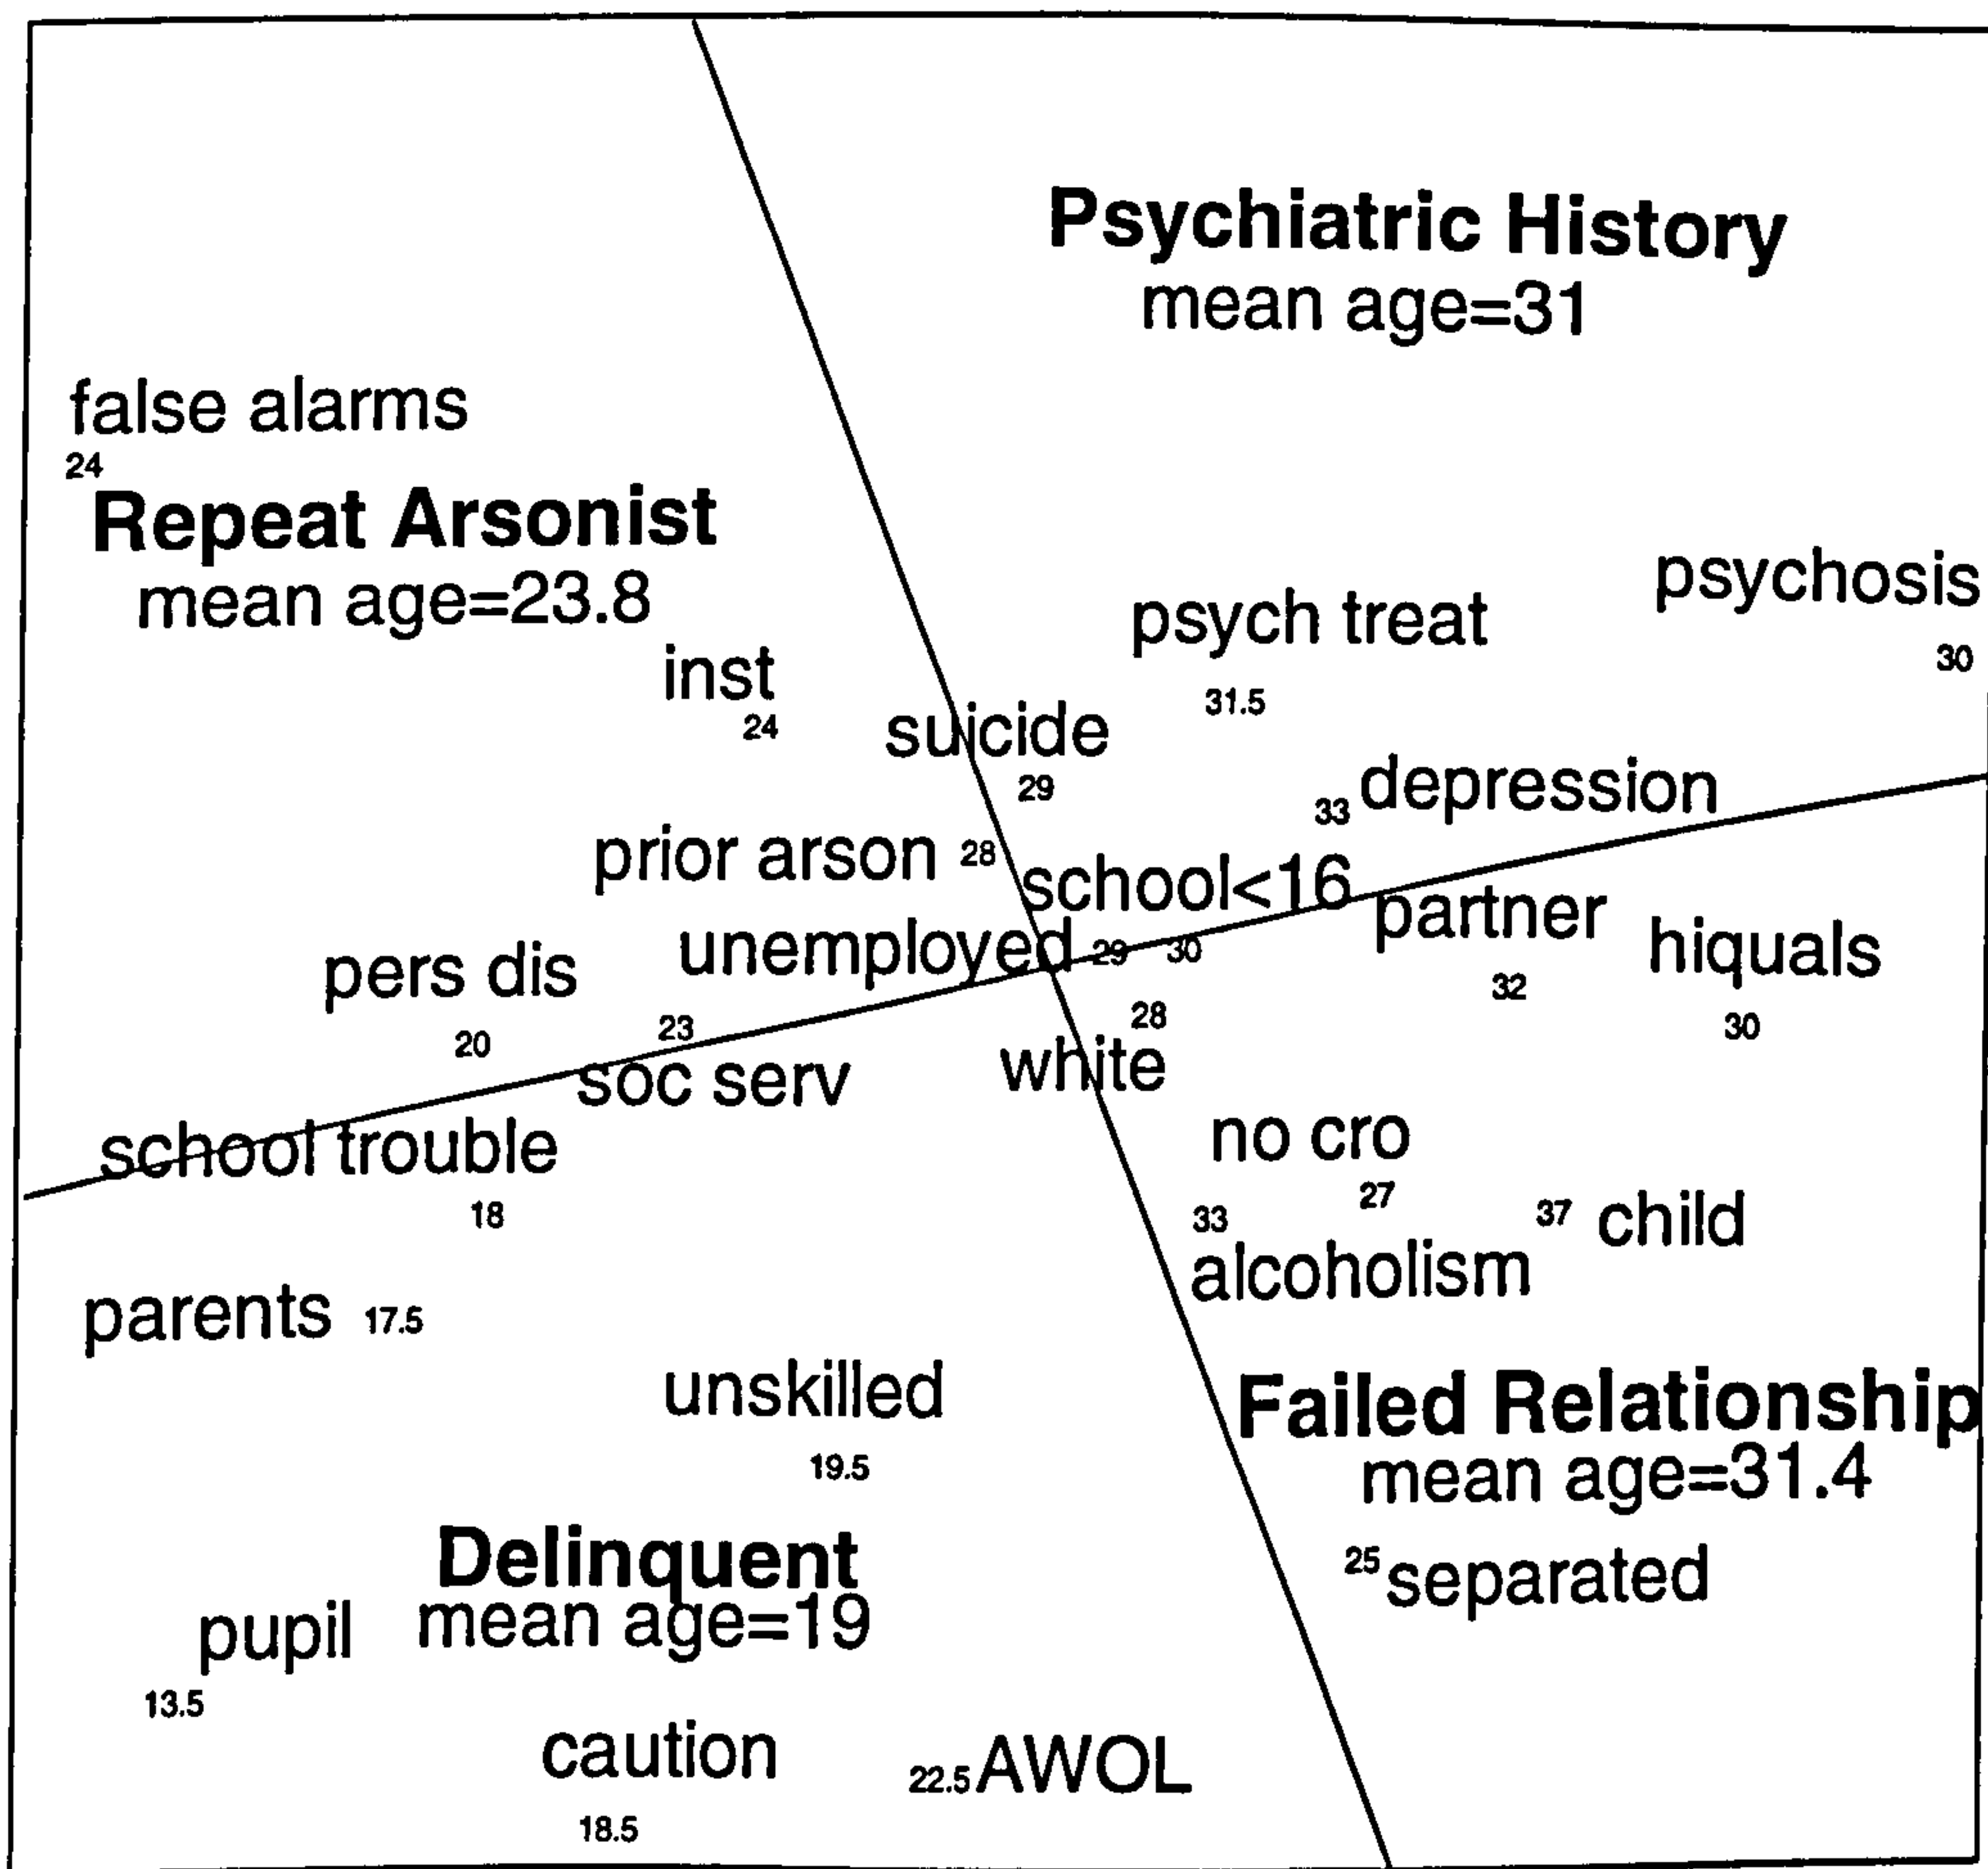 Psychiatric History
mean age=31
false alarms
24
Repeat Arsonist
mean age=23.8
psychosis
30
psych treat
31.5
inst
24
suicide
29
33 depression
prior arson 28
school<16
partner
32
hiquals
30
unemployed 29 30
pers dis
20
28
white
23
soc serv
school trouble
18
no cro
27
37 child
33
alcoholism
parents 17.5
unskilled
19.5
Failed Relationship
mean age=31.4
25 separated
Delinquent
mean age=19
pupil
13.5
caution
18.5
22.5 AWOL